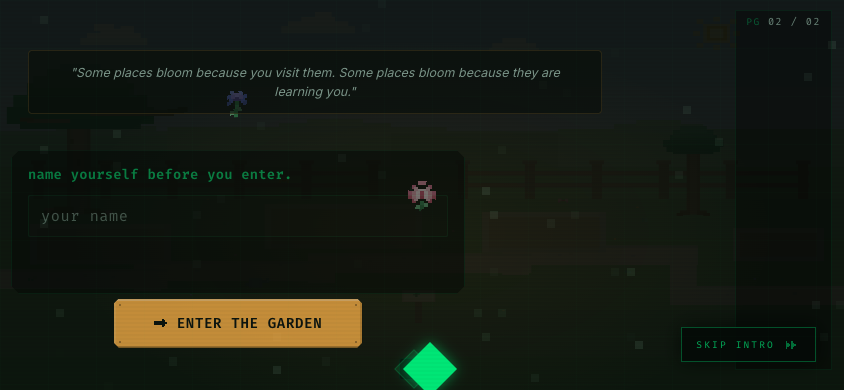 PG 02 / 02
"Some places bloom because you visit them. Some places bloom because they are
learning you."
name yourself before you enter.
your name
ENTER THE GARDEN
SKIP INTRO